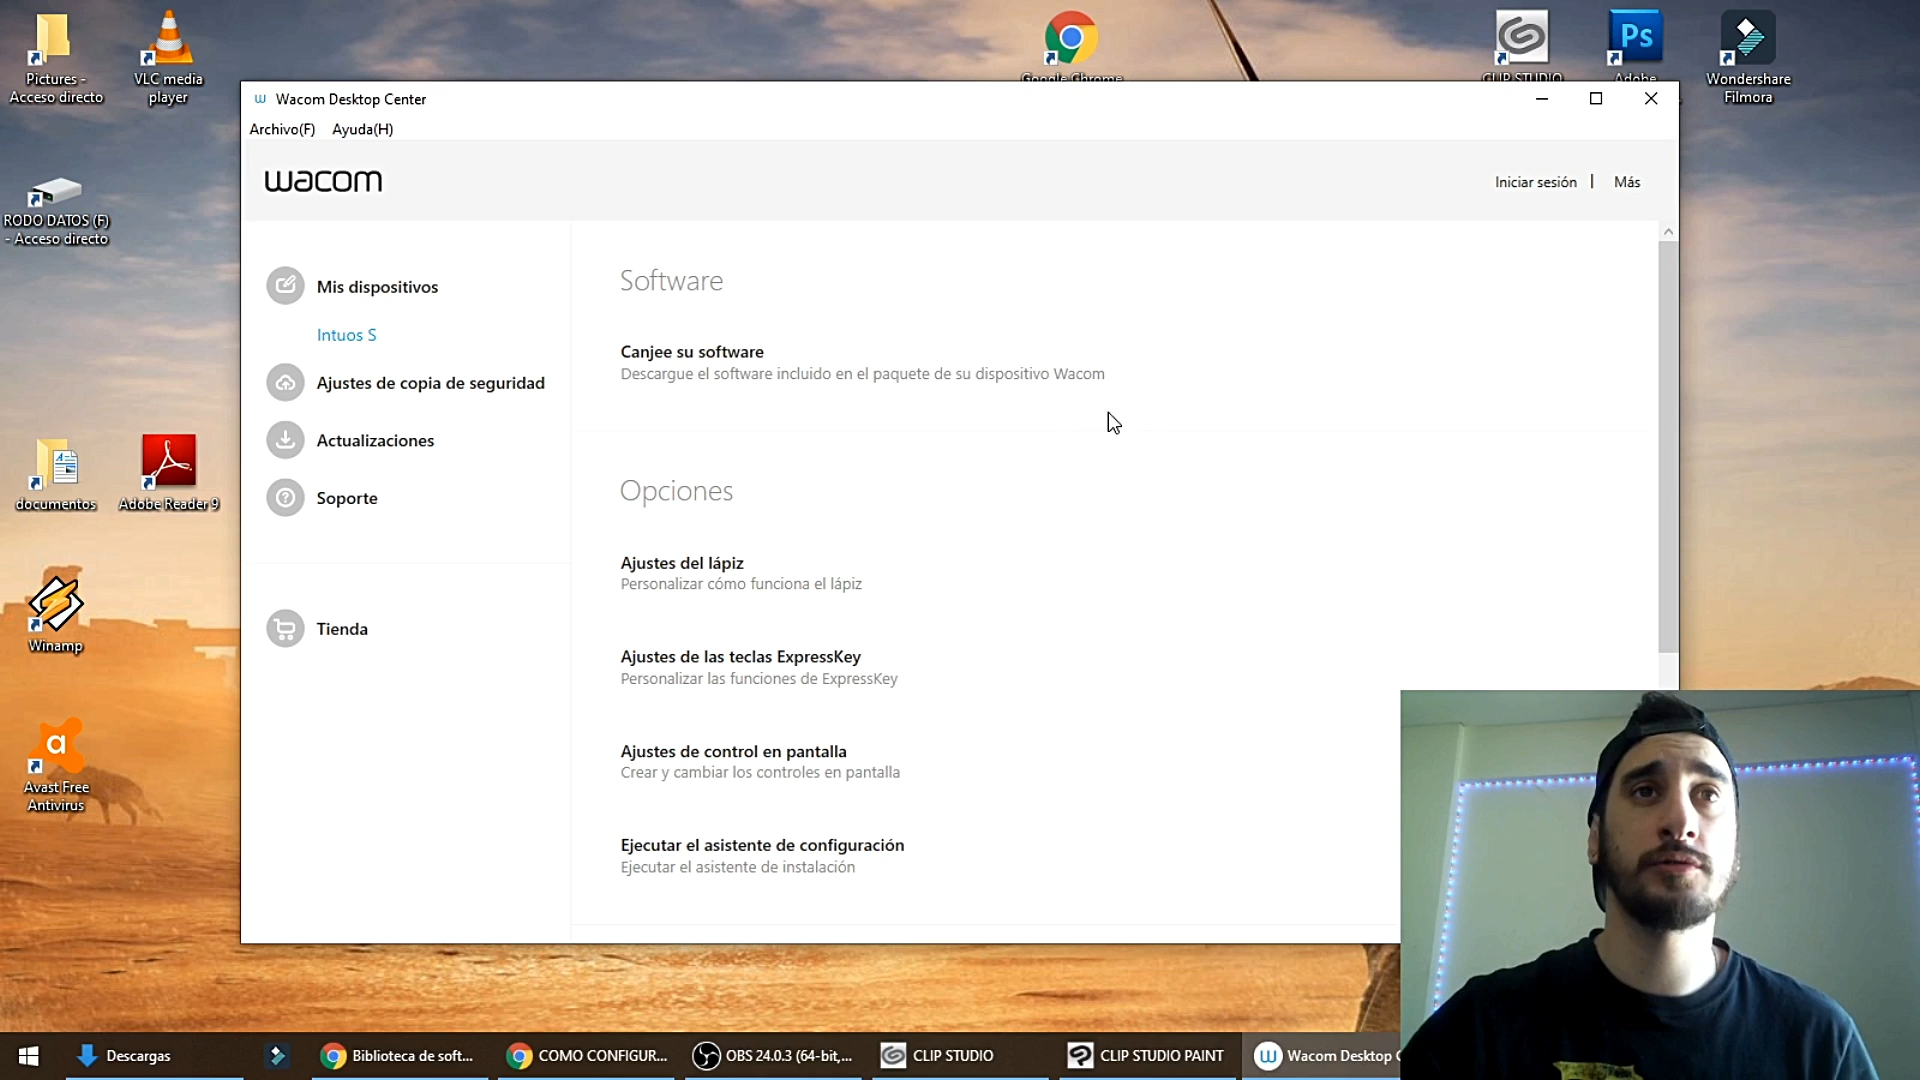 Pictures -
Acceso directo
VLC media
player
Google Chrome
CLIP STUDIO
Ps
Adobe
Wondershare
Filmora
RODO DATOS (F)
- Acceso directo
documentos
Adobe Reader 9
Winamp
Avast Free
Antivirus
Wacom Desktop Center
Archivo(F) Ayuda(H)
wacom
Iniciar sesión | Más
Mis dispositivos
Intuos S
Ajustes de copia de seguridad
Actualizaciones
Soporte
Tienda
Software
Canjee su software
Descargue el software incluido en el paquete de su dispositivo Wacom
Opciones
Ajustes del lápiz
Personalizar cómo funciona el lápiz
Ajustes de las teclas ExpressKey
Personalizar las funciones de ExpressKey
Ajustes de control en pantalla
Crear y cambiar los controles en pantalla
Ejecutar el asistente de configuración
Ejecutar el asistente de instalación
Descargas
Biblioteca de soft...
COMO CONFIGUR...
OBS 24.0.3 (64-bit,...
CLIP STUDIO
CLIP STUDIO PAINT
Wacom Desktop C